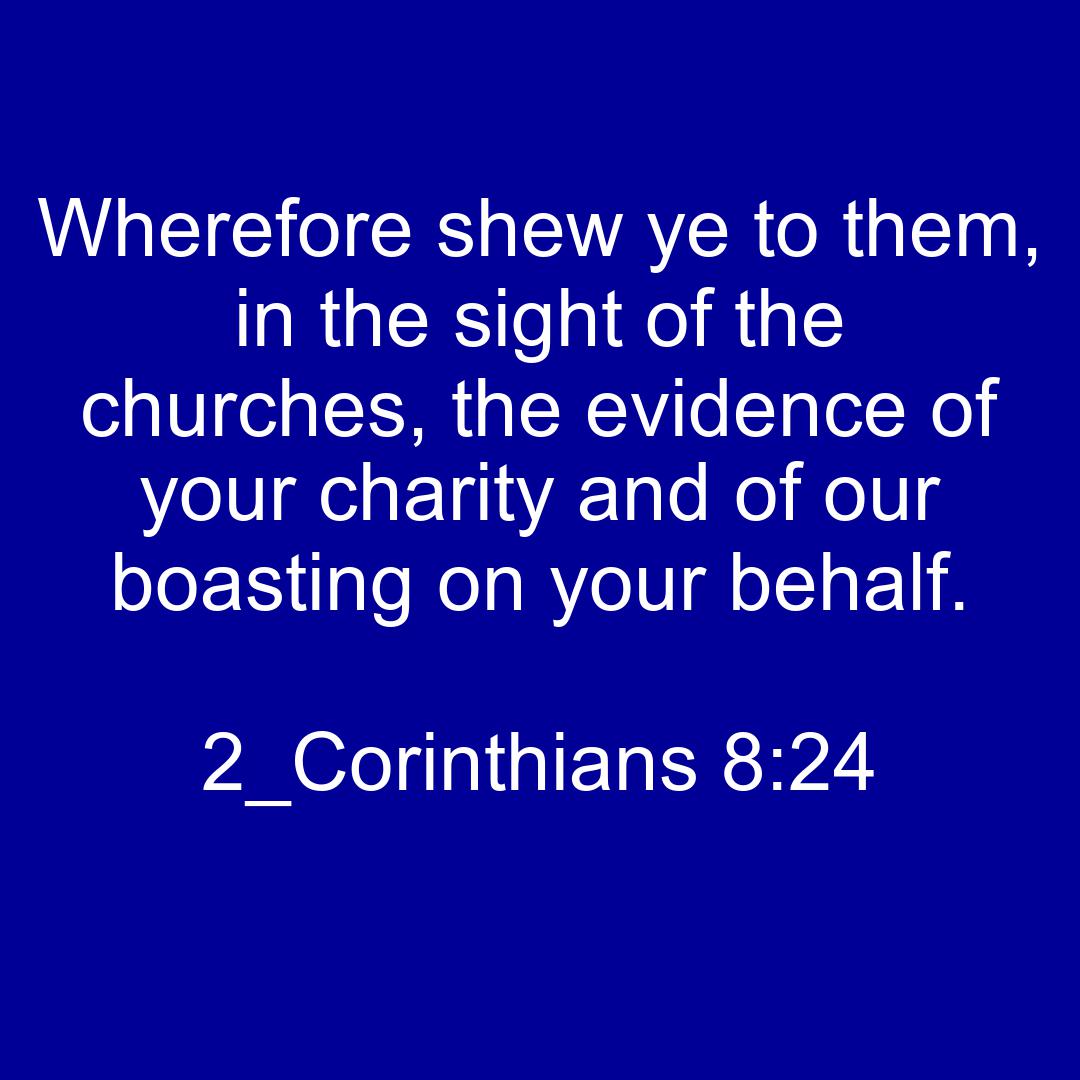 Wherefore shew ye to them,
in the sight of the
churches, the evidence of
your charity and of our
boasting on your behalf.
2_Corinthians 8:24